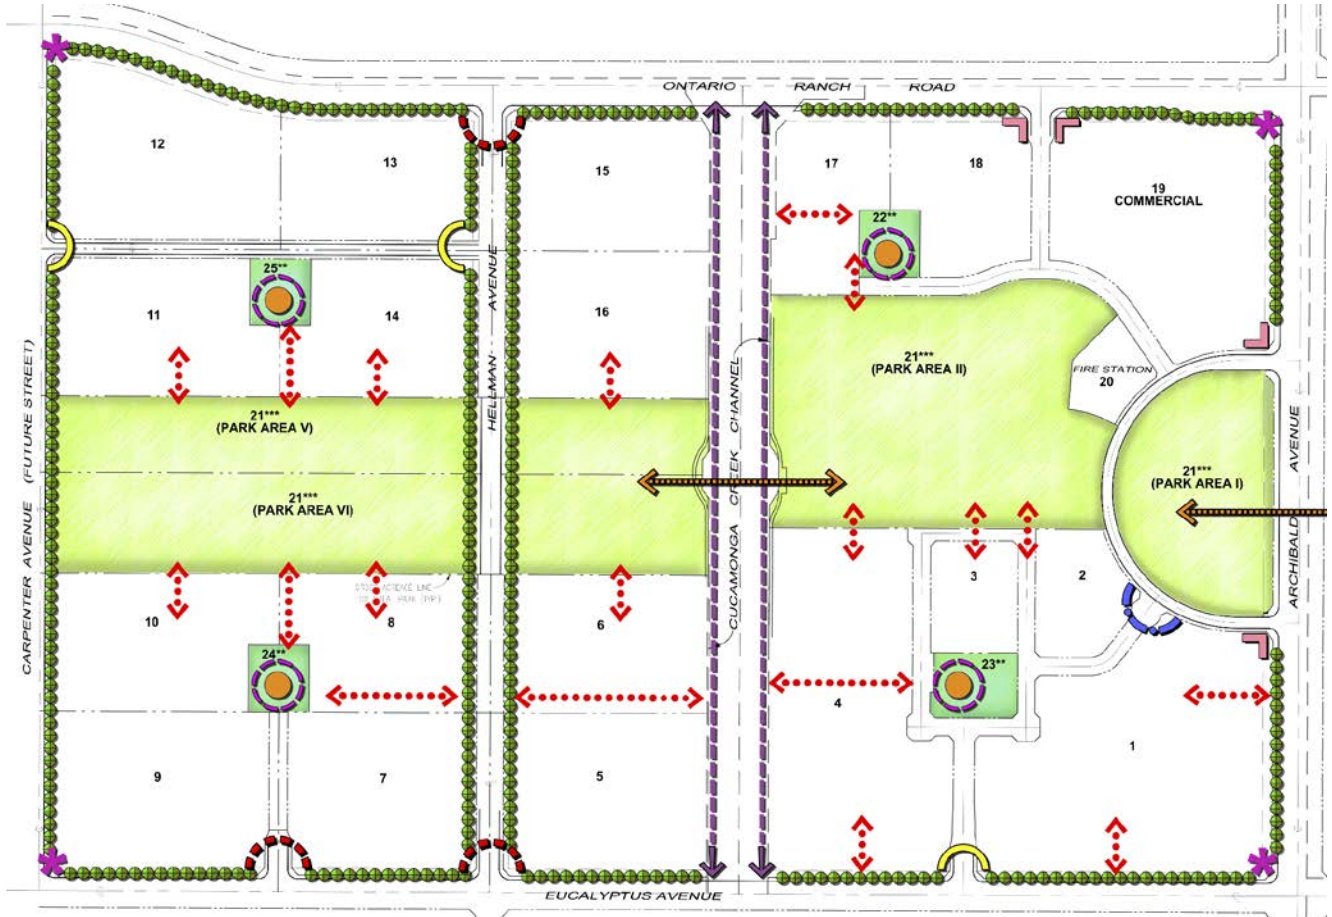 ONTARIO RANCH ROAD
12
13
15
17
18
19
COMMERCIAL
22**
25**
11
14
16
HELLMAN AVENUE
CUCAMONGA CREEK CHANNEL
21***
(PARK AREA II)
FIRE STATION
20
21***
(PARK AREA V)
21***
(PARK AREA VI)
21***
(PARK AREA I)
CARPENTER AVENUE (FUTURE STREET)
ARCHIBALD AVENUE
10
8
6
3
2
24**
23**
4
9
7
5
1
EUCALYPTUS AVENUE